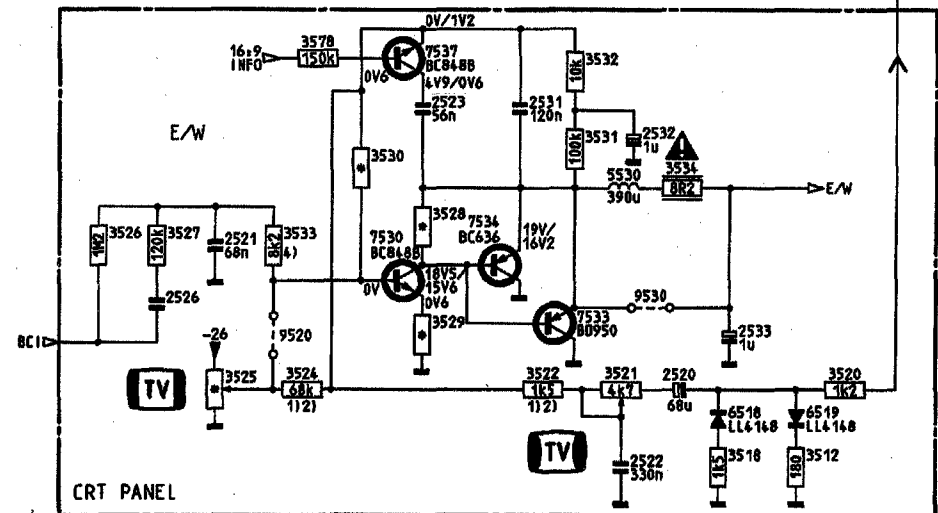 0V/1V2
16:9
INFO
3578
150k
7537
BC848B
0V6
4V9/0V6
2523
56n
2531
120n
3532
10k
3531
100k
2532
1u
E/W
3530
*
3534
8R2
5530
390u
E/W
3526
1M2
3527
120k
2521
68n
3533
8k2
4)
3528
*
7534
BC636
19V/
16V2
7530
BC848B
18V5/
15V6
0V
0V6
2526
3529
*
9530
7533
BD950
2533
1u
BCI
-26
9520
3525
*
TV
3524
68k
1)2)
3522
1k5
1)2)
3521
4k7
2520
68u
3520
1k2
TV
6518
LL4148
6519
LL4148
2522
330n
3518
1k5
3512
180
CRT PANEL